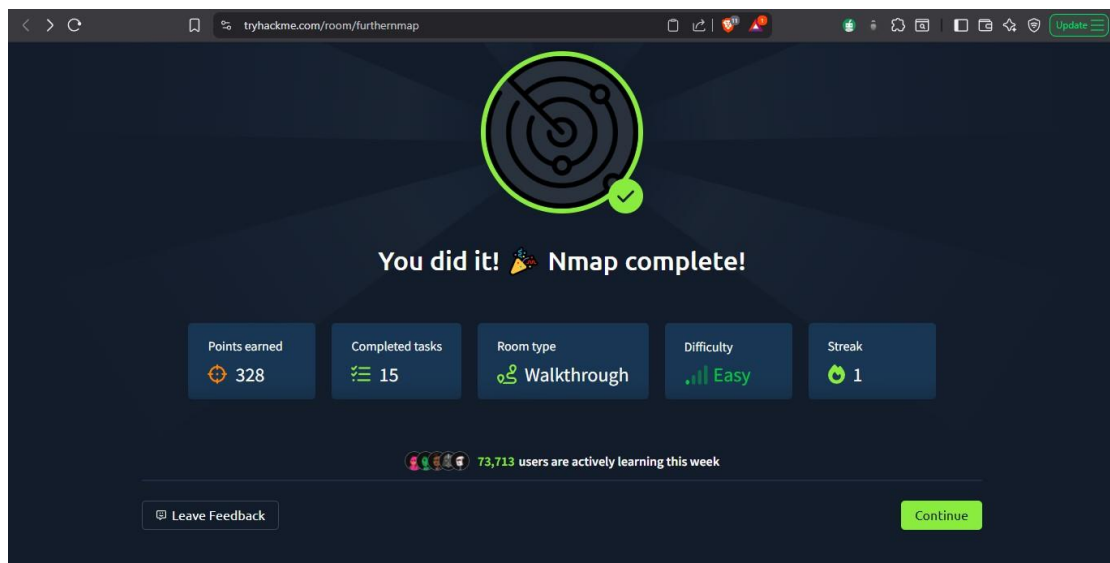 tryhackme.com/room/furthernmap
Update
You did it! 🎉 Nmap complete!
Points earned
328
Completed tasks
15
Room type
Walkthrough
Difficulty
Easy
Streak
1
73,713 users are actively learning this week
Leave Feedback
Continue